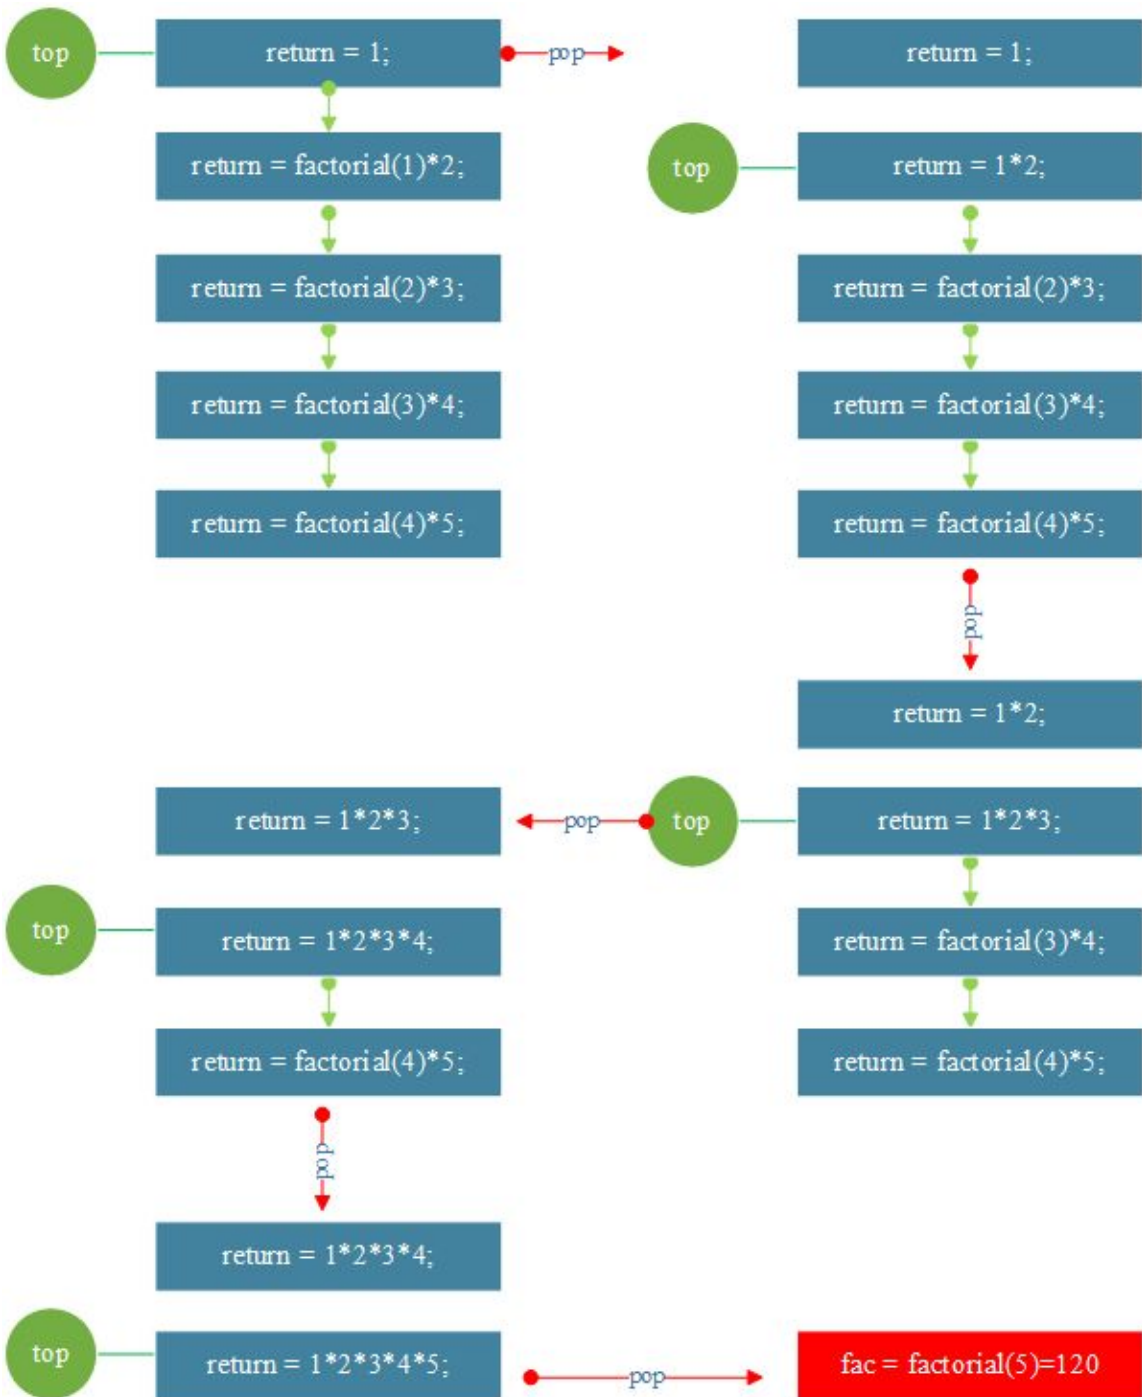 top
return = 1;
pop
return = 1;
return = factorial(1)*2;
top
return = 1*2;
return = factorial(2)*3;
return = factorial(2)*3;
return = factorial(3)*4;
return = factorial(3)*4;
return = factorial(4)*5;
return = factorial(4)*5;
pop
return = 1*2;
return = 1*2*3;
pop
top
return = 1*2*3;
top
return = 1*2*3*4;
return = factorial(3)*4;
return = factorial(4)*5;
return = factorial(4)*5;
pop
return = 1*2*3*4;
top
return = 1*2*3*4*5;
pop
fac = factorial(5)=120